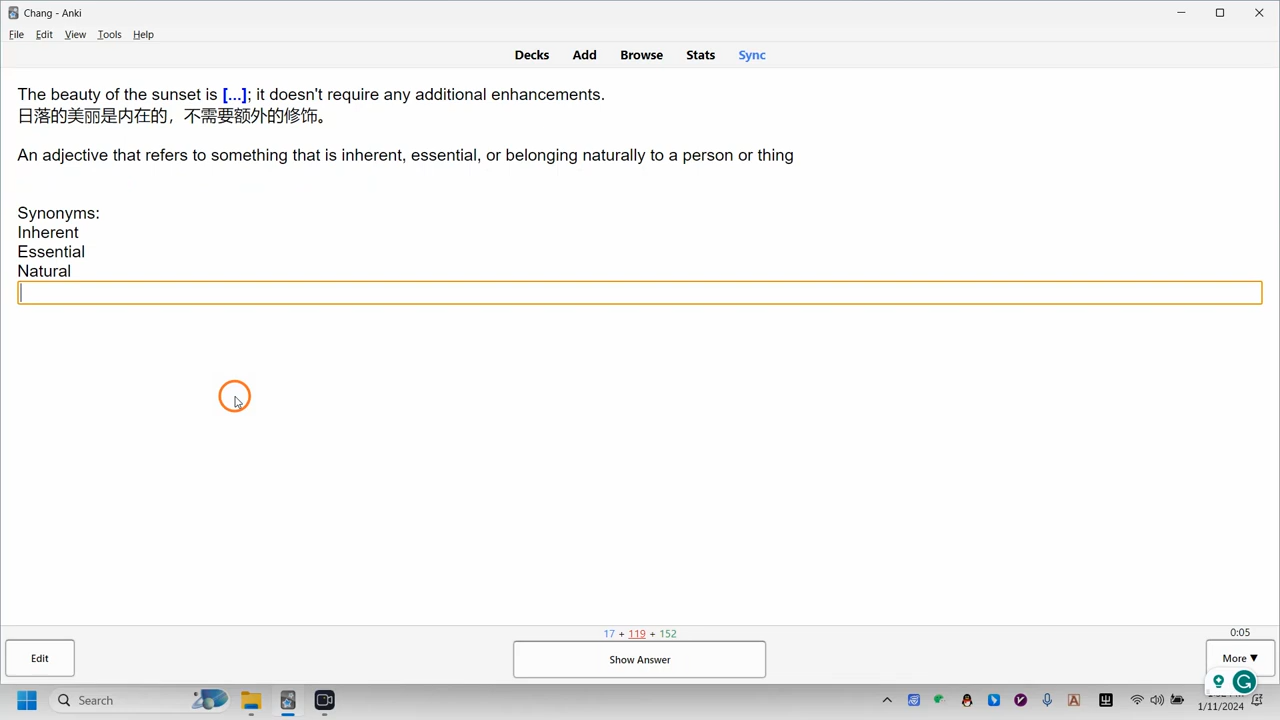 Chang - Anki
File Edit View Tools Help
Decks Add Browse Stats Sync
The beauty of the sunset is [...]; it doesn't require any additional enhancements.
日落的美丽是内在的，不需要额外的修饰。
An adjective that refers to something that is inherent, essential, or belonging naturally to a person or thing
Synonyms:
Inherent
Essential
Natural
17 + 119 + 152
0:05
Edit
Show Answer
More ▼
Search
1/11/2024